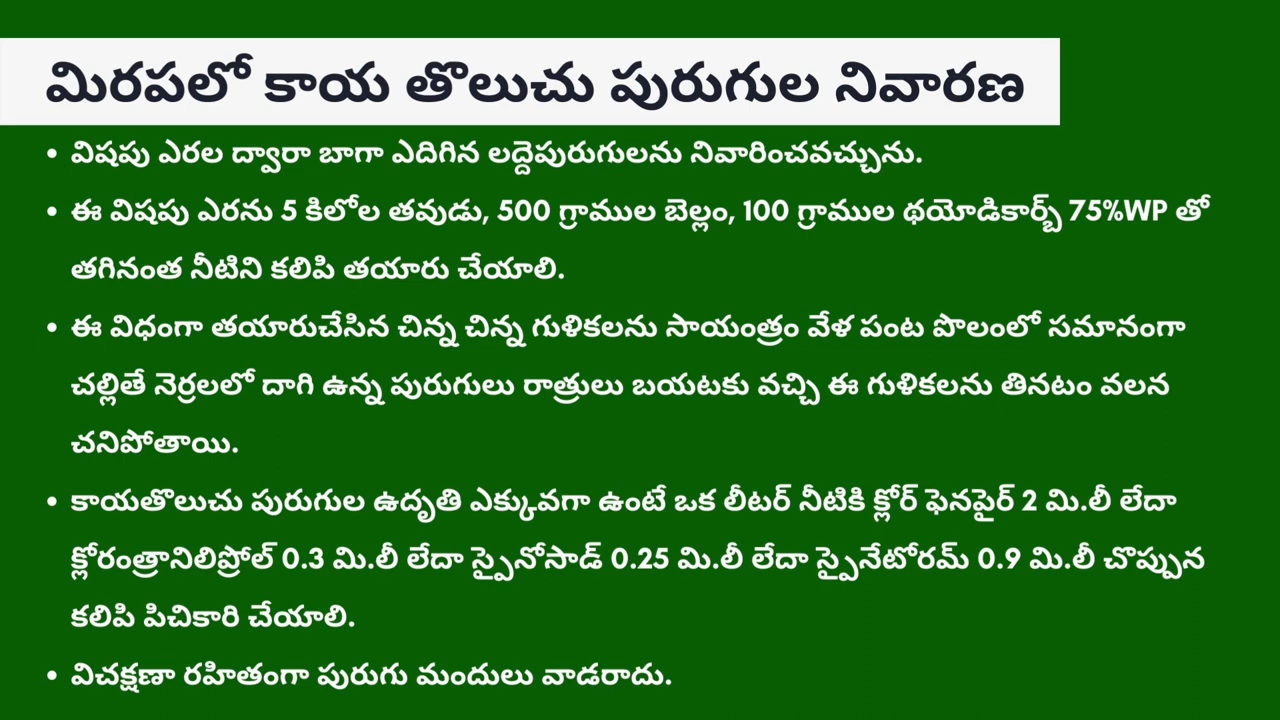 మిరపలో కాయ తొలుచు పురుగుల నివారణ
• విషపు ఎరల ద్వారా బాగా ఎదిగిన లద్దెపురుగులను నివారించవచ్చును.
• ఈ విషపు ఎరను 5 కిలోల తవుడు, 500 గ్రాముల బెల్లం, 100 గ్రాముల థయోడికార్బ్ 75%WP తో
తగినంత నీటిని కలిపి తయారు చేయాలి.
• ఈ విధంగా తయారుచేసిన చిన్న చిన్న గుళికలను సాయంత్రం వేళ పంట పొలంలో సమానంగా
చల్లితే నెర్రలలో దాగి ఉన్న పురుగులు రాత్రులు బయటకు వచ్చి ఈ గుళికలను తినటం వలన
చనిపోతాయి.
• కాయతొలుచు పురుగుల ఉదృతి ఎక్కువగా ఉంటే ఒక లీటర్ నీటికి క్లోర్ ఫెనపైర్ 2 మి.లీ లేదా
క్లోరంత్రానిలిప్రోల్ 0.3 మి.లీ లేదా స్పైనోసాడ్ 0.25 మి.లీ లేదా స్పైనేటోరమ్ 0.9 మి.లీ చొప్పున
కలిపి పిచికారి చేయాలి.
• విచక్షణా రహితంగా పురుగు మందులు వాడరాదు.